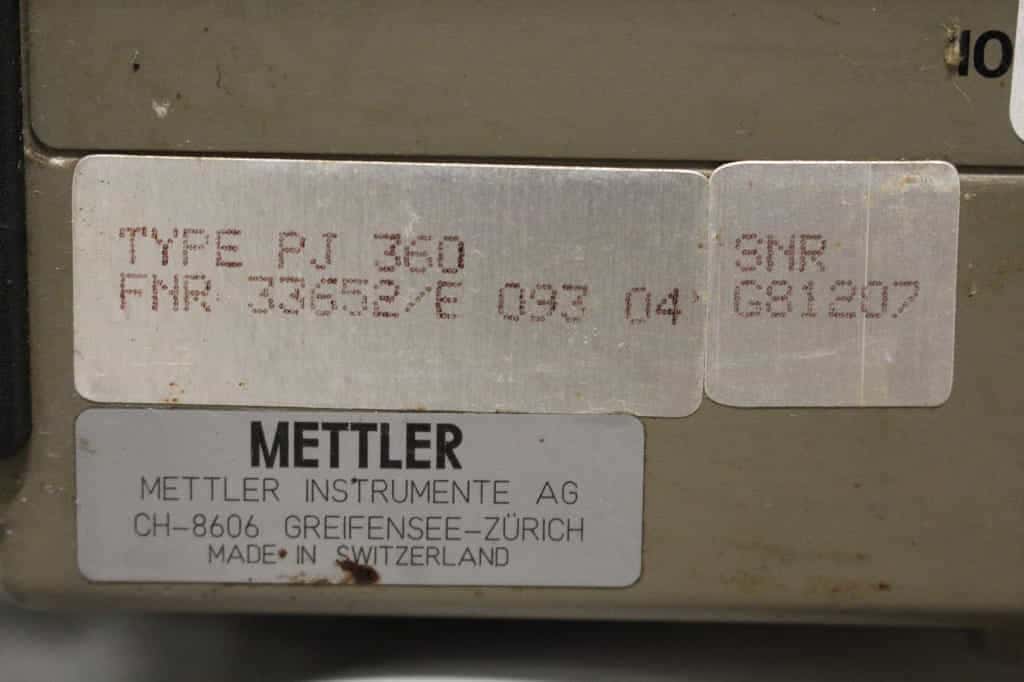 10
TYPE PJ 360
FNR 33652/E 093 04
SNR
G81207
METTLER
METTLER INSTRUMENTE AG
CH-8606 GREIFENSEE-ZÜRICH
MADE IN SWITZERLAND